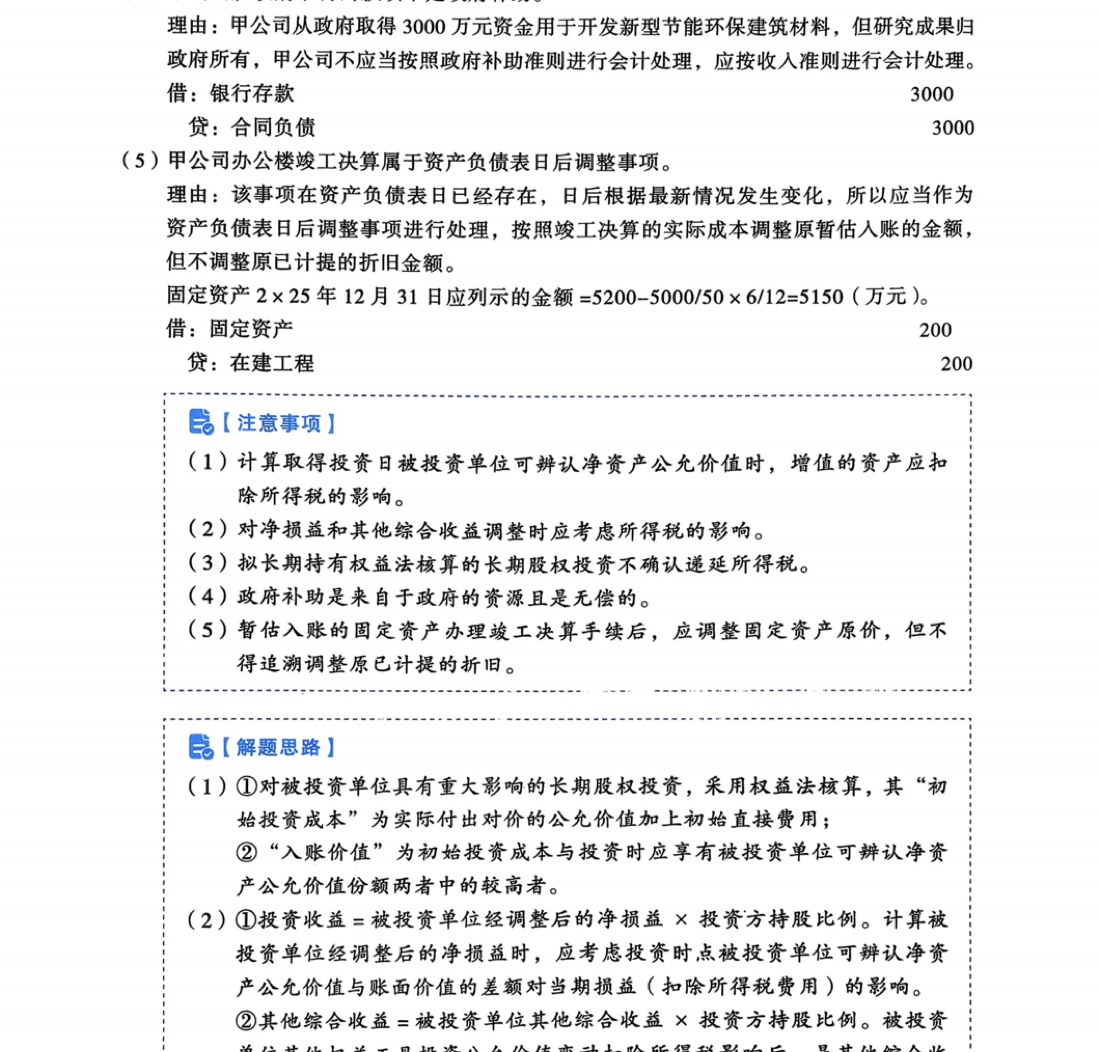 理由：甲公司从政府取得 3000 万元资金用于开发新型节能环保建筑材料，但研究成果归
政府所有，甲公司不应当按照政府补助准则进行会计处理，应按收入准则进行会计处理。
借：银行存款 3000
贷：合同负债 3000
（5）甲公司办公楼竣工决算属于资产负债表日后调整事项。
理由：该事项在资产负债表日已经存在，日后根据最新情况发生变化，所以应当作为
资产负债表日后调整事项进行处理，按照竣工决算的实际成本调整原暂估入账的金额，
但不调整原已计提的折旧金额。
固定资产 2×25 年 12 月 31 日应列示的金额 =5200-5000/50×6/12=5150（万元）。
借：固定资产 200
贷：在建工程 200
【注意事项】
（1）计算取得投资日被投资单位可辨认净资产公允价值时，增值的资产应扣
除所得税的影响。
（2）对净损益和其他综合收益调整时应考虑所得税的影响。
（3）拟长期持有权益法核算的长期股权投资不确认递延所得税。
（4）政府补助是来自于政府的资源且是无偿的。
（5）暂估入账的固定资产办理竣工决算手续后，应调整固定资产原价，但不
得追溯调整原已计提的折旧。
【解题思路】
（1）①对被投资单位具有重大影响的长期股权投资，采用权益法核算，其“初
始投资成本”为实际付出对价的公允价值加上初始直接费用；
②“入账价值”为初始投资成本与投资时应享有被投资单位可辨认净资
产公允价值份额两者中的较高者。
（2）①投资收益 = 被投资单位经调整后的净损益 × 投资方持股比例。计算被
投资单位经调整后的净损益时，应考虑投资时点被投资单位可辨认净资
产公允价值与账面价值的差额对当期损益（扣除所得税费用）的影响。
②其他综合收益 = 被投资单位其他综合收益 × 投资方持股比例。被投资